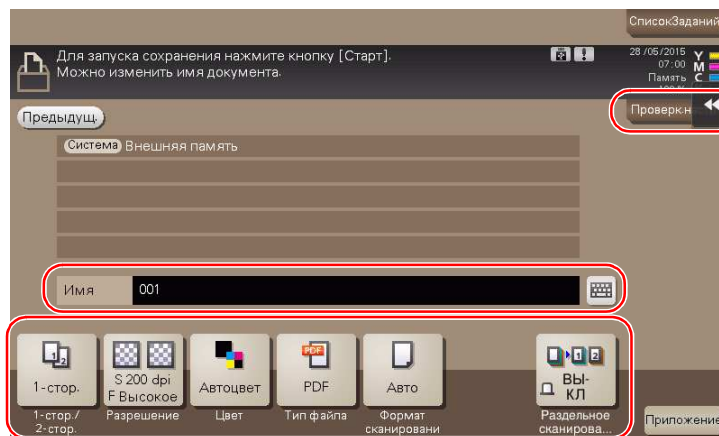 СписокЗаданий
Для запуска сохранения нажмите кнопку [Старт].
Можно изменить имя документа.
28 /05/2015
07:00
Память
Y
M
C
Предыдущ.
Проверк.н
Система Внешняя память
Имя 001
1-стор.
S 200 dpi
F Высокое
Автоцвет
PDF
PDF
Авто
1 2
ВЫ-
КЛ
1-стор./
2-стор.
Разрешение
Цвет
Тип файла
Формат
сканировани
Раздельное
сканирова...
Приложение